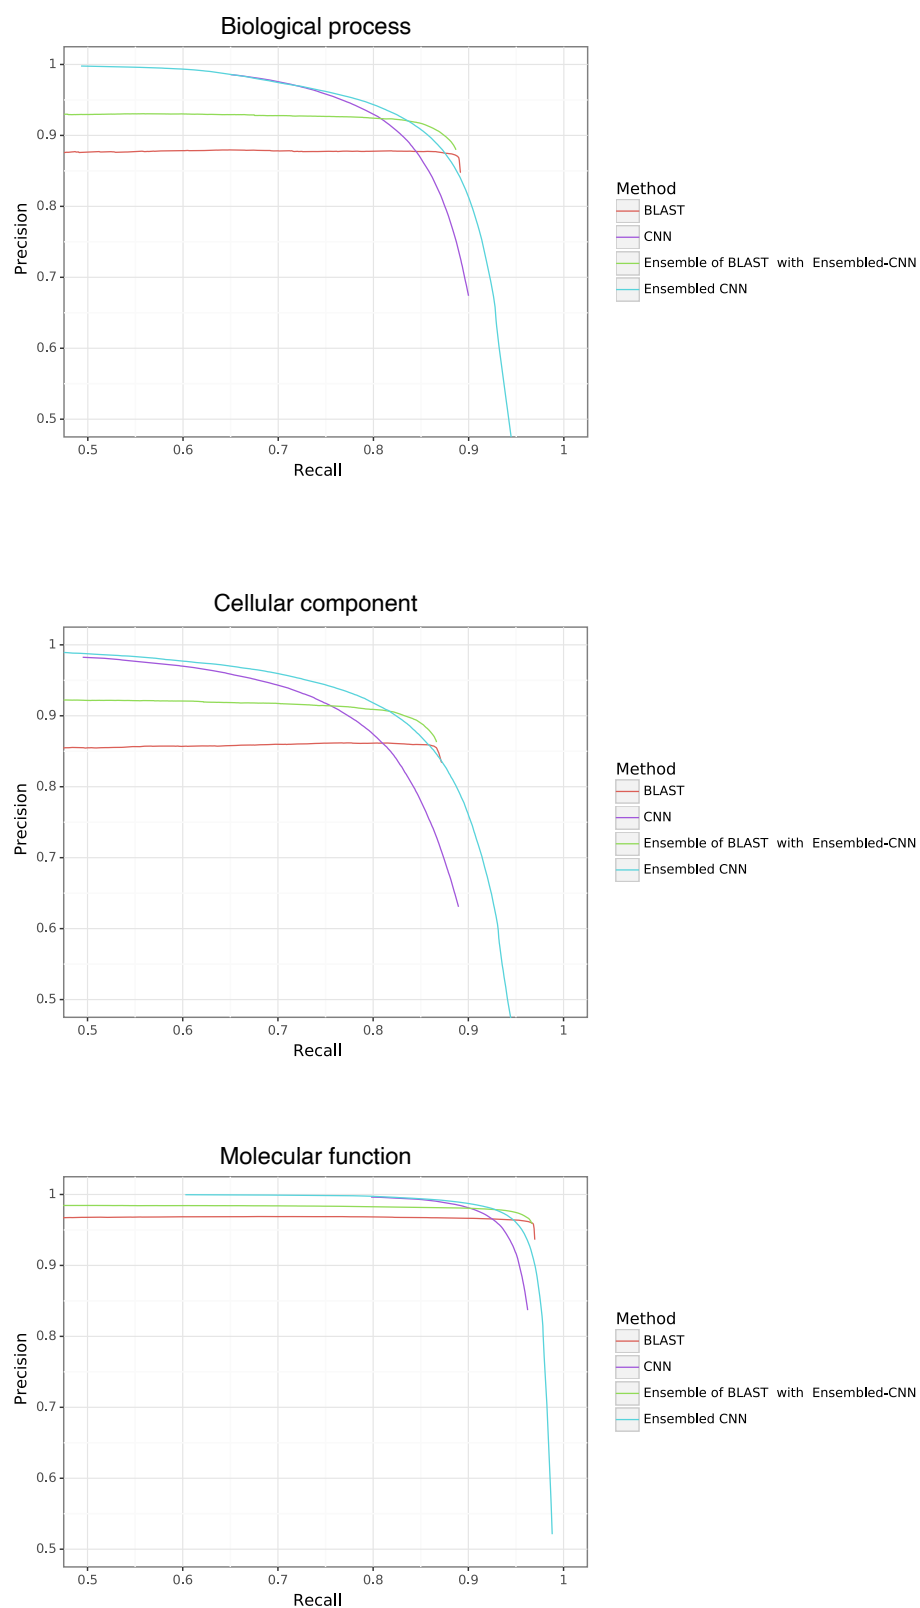 Biological process
1
0.9
0.8
0.7
0.6
0.5
Precision
0.5 0.6 0.7 0.8 0.9 1
Recall
Method
BLAST
CNN
Ensemble of BLAST with Ensembled-CNN
Ensembled CNN
Cellular component
1
0.9
0.8
0.7
0.6
0.5
Precision
0.5 0.6 0.7 0.8 0.9 1
Recall
Method
BLAST
CNN
Ensemble of BLAST with Ensembled-CNN
Ensembled CNN
Molecular function
1
0.9
0.8
0.7
0.6
0.5
Precision
0.5 0.6 0.7 0.8 0.9 1
Recall
Method
BLAST
CNN
Ensemble of BLAST with Ensembled-CNN
Ensembled CNN